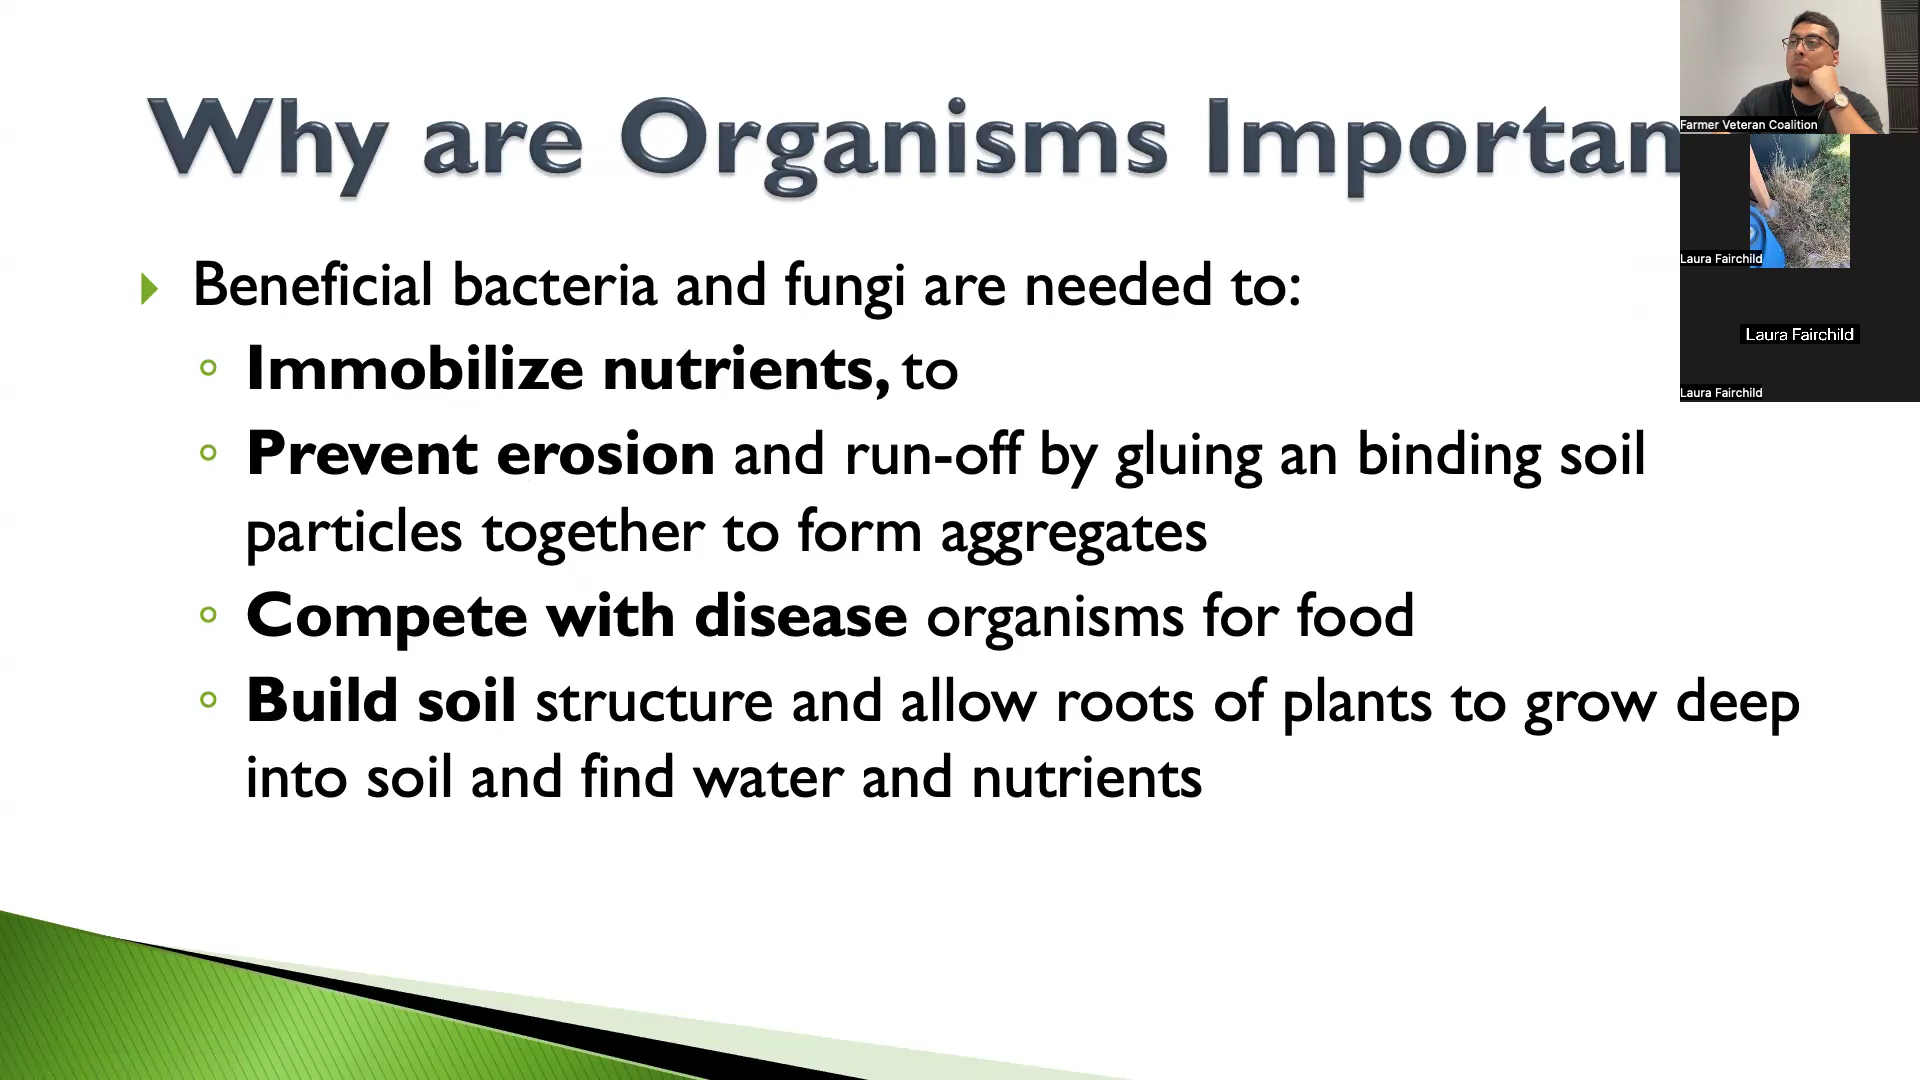 Why are Organisms Importan
Beneficial bacteria and fungi are needed to:
Immobilize nutrients, to
Prevent erosion and run-off by gluing an binding soil
particles together to form aggregates
Compete with disease organisms for food
Build soil structure and allow roots of plants to grow deep
into soil and find water and nutrients
Farmer Veteran Coalition
Laura Fairchild
Laura Fairchild
Laura Fairchild